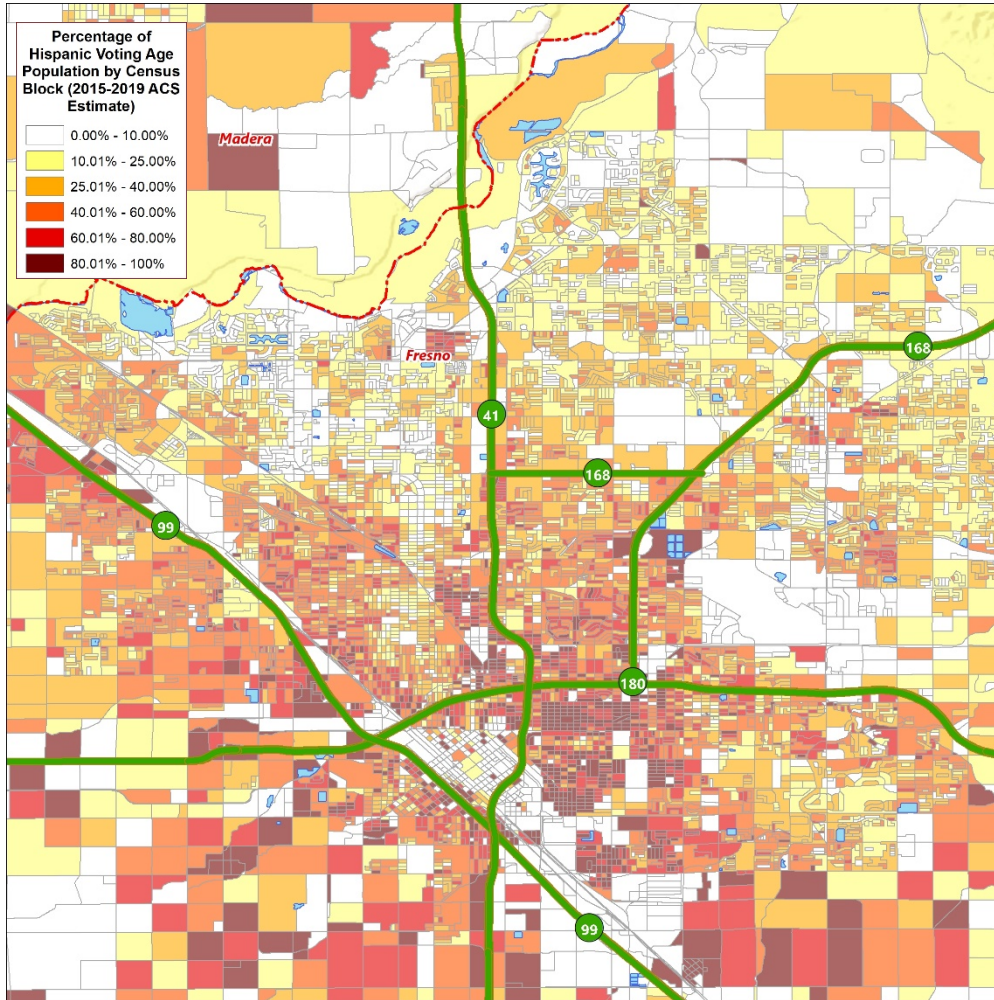 Percentage of
Hispanic Voting Age
Population by Census
Block (2015-2019 ACS
Estimate)
0.00% - 10.00%
10.01% - 25.00%
25.01% - 40.00%
40.01% - 60.00%
60.01% - 80.00%
80.01% - 100%
Madera
Fresno
168
41
168
99
180
99